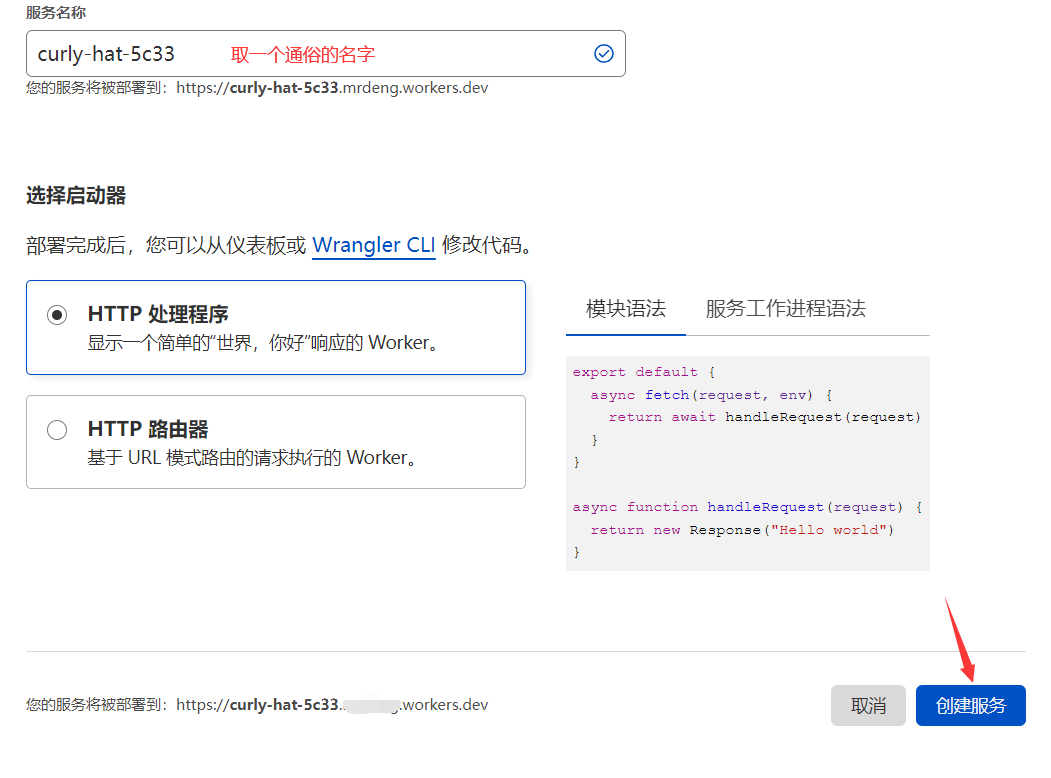 服务名称
curly-hat-5c33 取一个通俗的名字
您的服务将被部署到: https://curly-hat-5c33.mrdeng.workers.dev
选择启动器
部署完成后，您可以从仪表板或 Wrangler CLI 修改代码。
HTTP 处理程序
显示一个简单的“世界，你好”响应的 Worker。
HTTP 路由器
基于 URL 模式路由的请求执行的 Worker。
模块语法 服务工作进程语法
export default {
  async fetch(request, env) {
    return await handleRequest(request)
  }
}
async function handleRequest(request) {
  return new Response("Hello world")
}
您的服务将被部署到: https://curly-hat-5c33..workers.dev
取消 创建服务